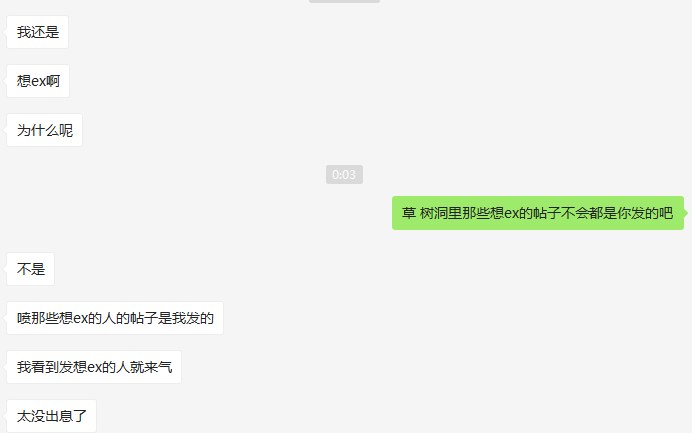 我还是
想ex啊
为什么呢
0:03
草 树洞里那些想ex的帖子不会都是你发的吧
不是
喷那些想ex的人的帖子是我发的
我看到发想ex的人就来气
太没出息了